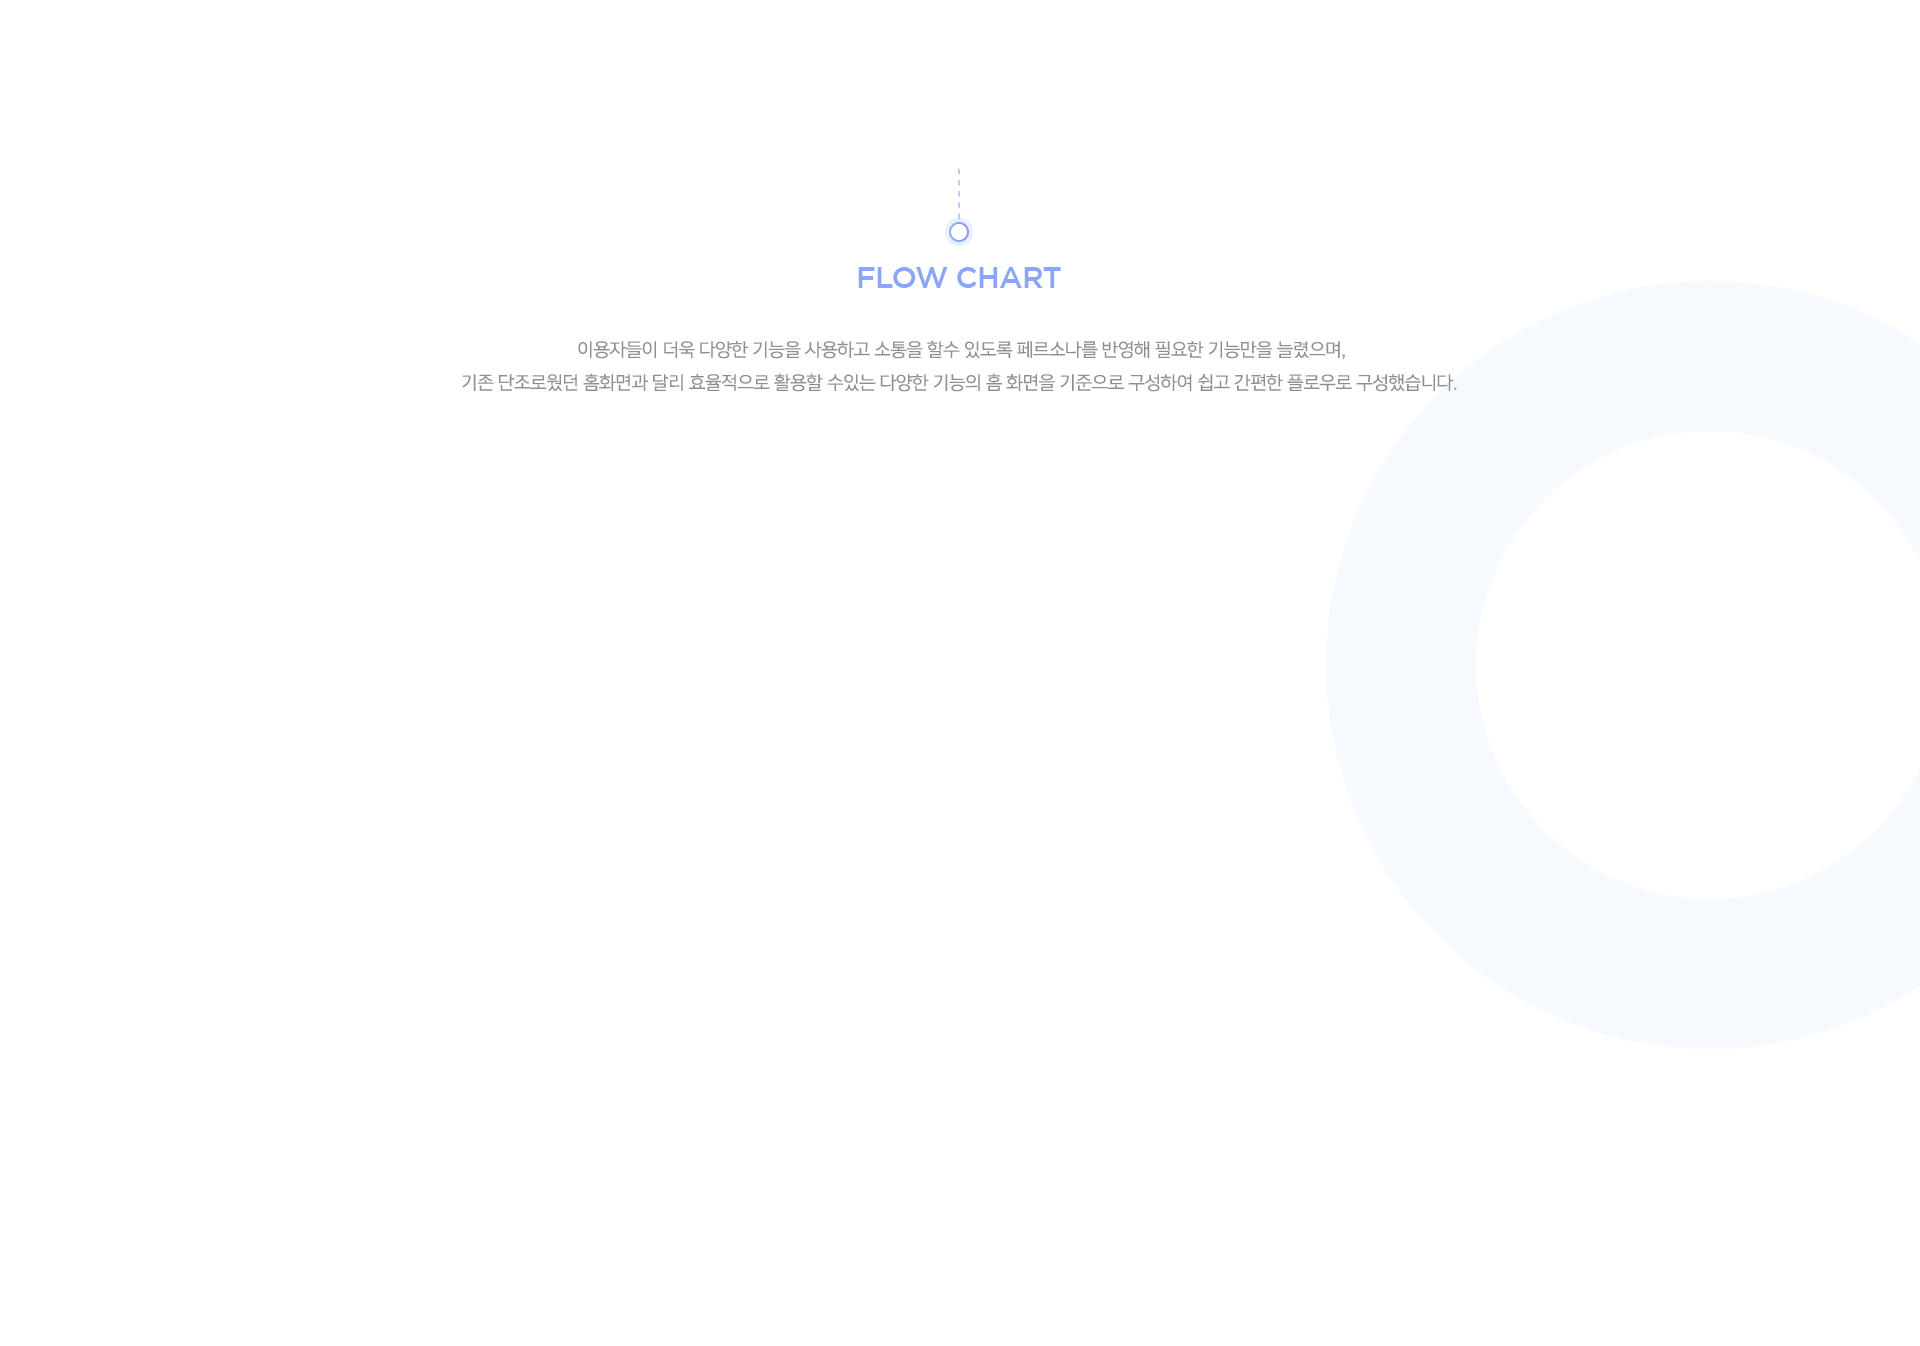 FLOW CHART
이용자들이 더욱 다양한 기능을 사용하고 소통을 할수 있도록 페르소나를 반영해 필요한 기능만을 늘렸으며,
기존 단조로웠던 홈화면과 달리 효율적으로 활용할 수있는 다양한 기능의 홈 화면을 기준으로 구성하여 쉽고 간편한 플로우로 구성했습니다.